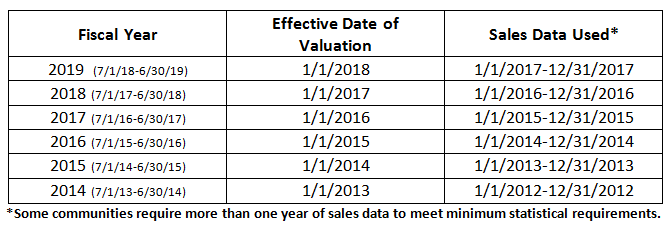 Fiscal Year Effective Date of Valuation Sales Data Used*
2019 (7/1/18-6/30/19) 1/1/2018 1/1/2017-12/31/2017
2018 (7/1/17-6/30/18) 1/1/2017 1/1/2016-12/31/2016
2017 (7/1/16-6/30/17) 1/1/2016 1/1/2015-12/31/2015
2016 (7/1/15-6/30/16) 1/1/2015 1/1/2014-12/31/2014
2015 (7/1/14-6/30/15) 1/1/2014 1/1/2013-12/31/2013
2014 (7/1/13-6/30/14) 1/1/2013 1/1/2012-12/31/2012
*Some communities require more than one year of sales data to meet minimum statistical requirements.